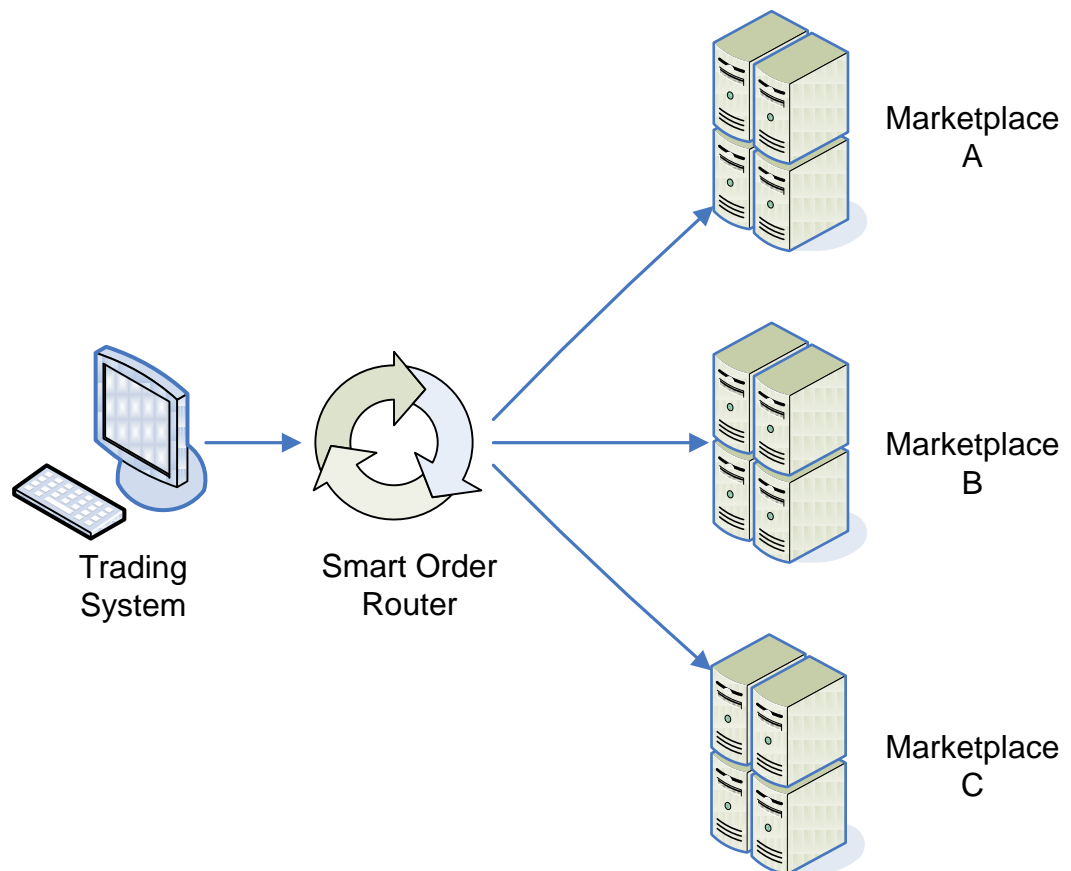 Marketplace
A
Marketplace
B
Trading
System
Smart Order
Router
Marketplace
C